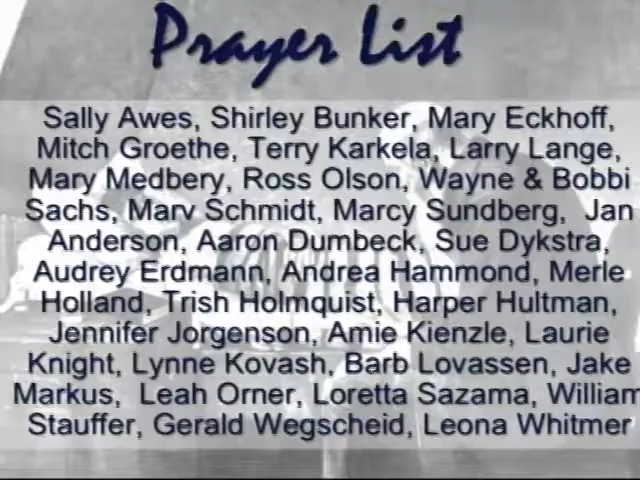 Prayer List
Sally Awes, Shirley Bunker, Mary Eckhoff,
Mitch Groethe, Terry Karkela, Larry Lange,
Mary Medbery, Ross Olson, Wayne & Bobbi
Sachs, Marv Schmidt, Marcy Sundberg, Jan
Anderson, Aaron Dumbeck, Sue Dykstra,
Audrey Erdmann, Andrea Hammond, Merle
Holland, Trish Holmquist, Harper Hultman,
Jennifer Jorgenson, Amie Kienzle, Laurie
Knight, Lynne Kovash, Barb Lovassen, Jake
Markus, Leah Orner, Loretta Sazama, William
Stauffer, Gerald Wegscheid, Leona Whitmer